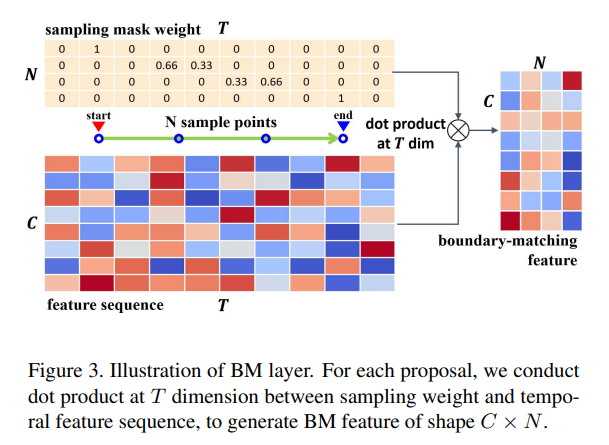 sampling mask weight T
N
0 1 0 0 0 0 0 0 0 0
0 0 0 0.66 0.33 0 0 0 0 0
0 0 0 0 0 0.33 0.66 0 0 0
0 0 0 0 0 0 0 0 1 0
start
N sample points
end
dot product
at T dim
N
C
C
boundary-matching
feature
feature sequence T
Figure 3. Illustration of BM layer. For each proposal, we conduct
dot product at T dimension between sampling weight and tempo-
ral feature sequence, to generate BM feature of shape C × N.